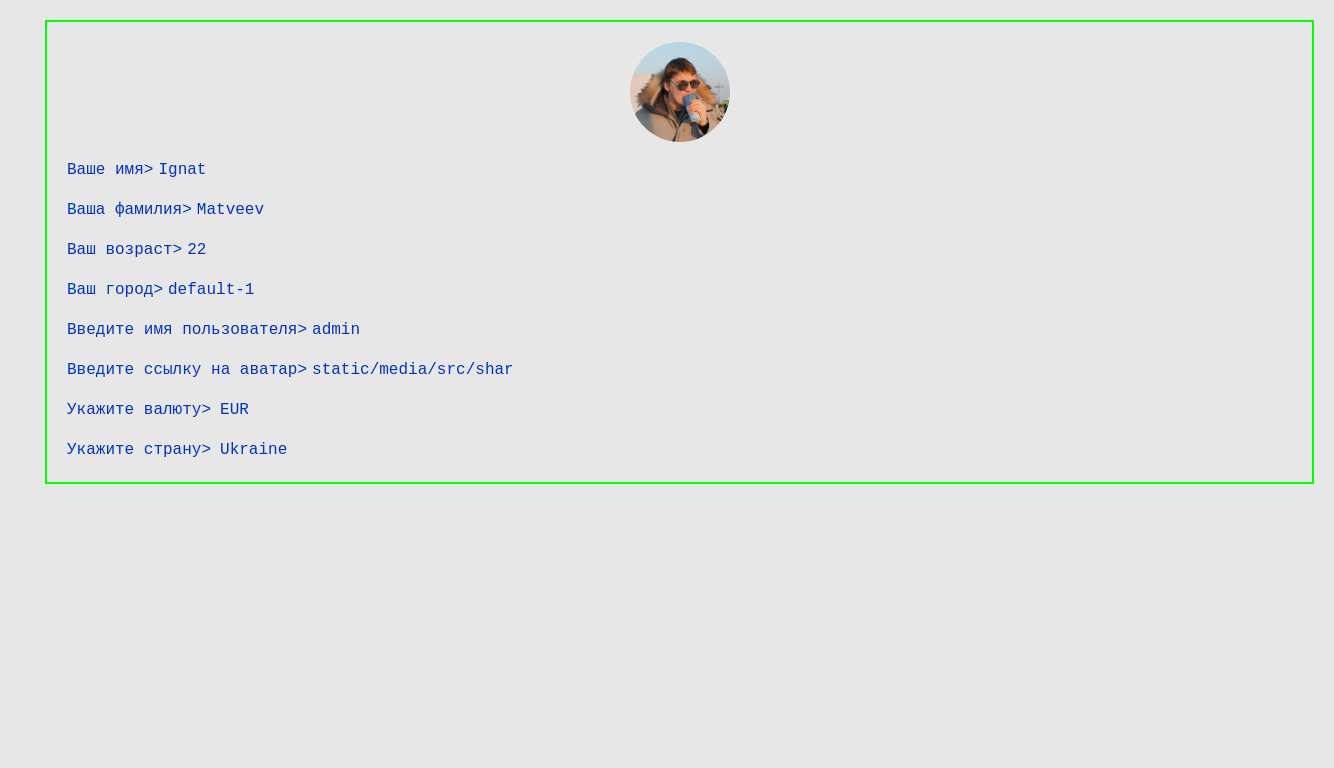 Ваше имя> Ignat
Ваша фамилия> Matveev
Ваш возраст> 22
Ваш город> default-1
Введите имя пользователя> admin
Введите ссылку на аватар> static/media/src/shar
Укажите валюту> EUR
Укажите страну> Ukraine